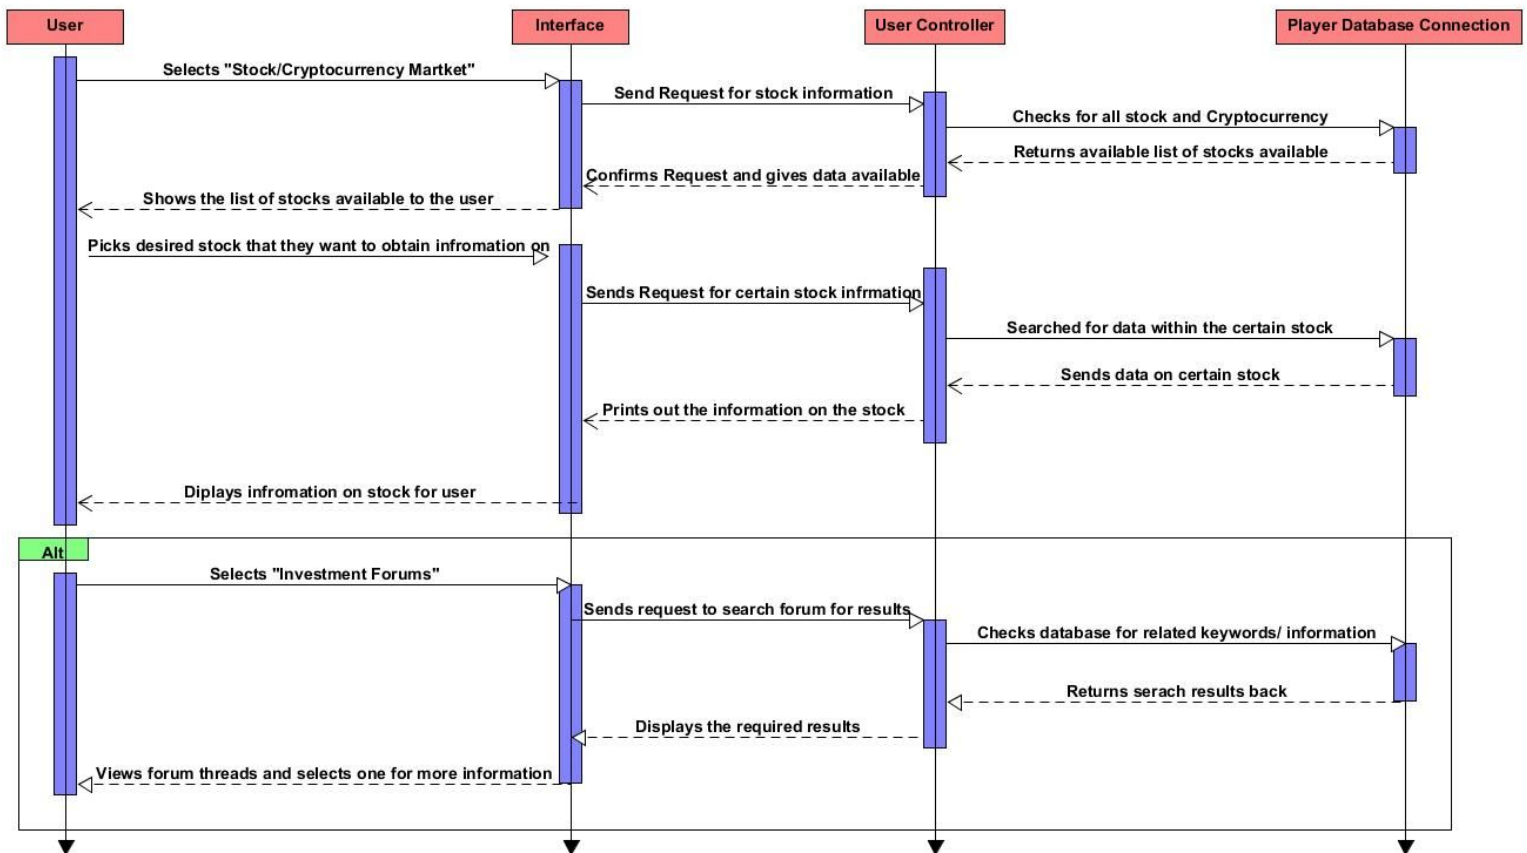 User
Interface
User Controller
Player Database Connection
Selects "Stock/Cryptocurrency Martket"
Send Request for stock information
Checks for all stock and Cryptocurrency
Returns available list of stocks available
Confirms Request and gives data available
Shows the list of stocks available to the user
Picks desired stock that they want to obtain infromation on
Sends Request for certain stock infrmation
Searched for data within the certain stock
Sends data on certain stock
Prints out the information on the stock
Diplays infromation on stock for user
Alt
Selects "Investment Forums"
Sends request to search forum for results
Checks database for related keywords/ information
Returns serach results back
Displays the required results
Views forum threads and selects one for more information